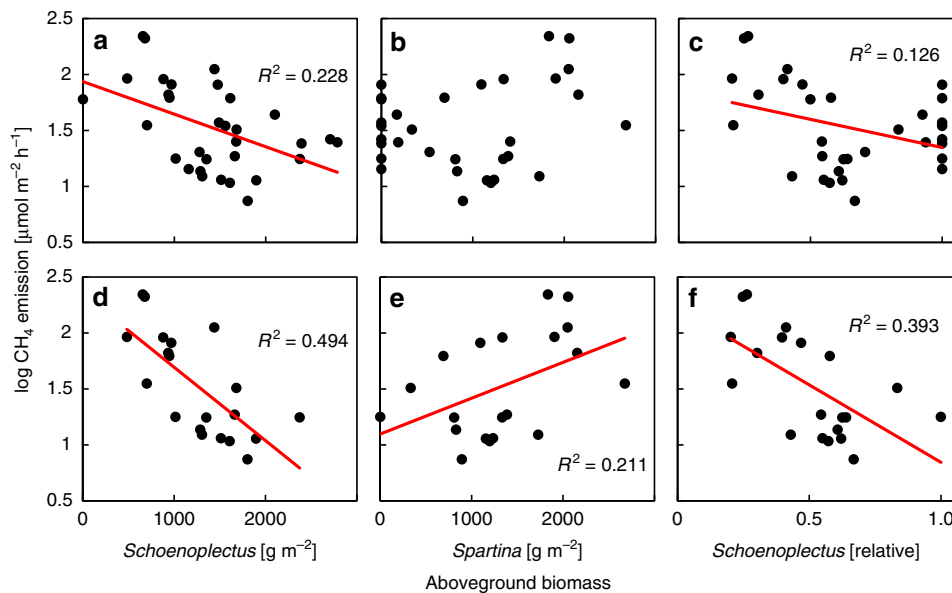 2.5
2
1.5
1
0.5
a
R² = 0.228
b
c
R² = 0.126
log CH₄ emission [μmol m⁻² h⁻¹]
2.5
2
1.5
1
0.5
d
R² = 0.494
e
R² = 0.211
f
R² = 0.393
0 1000 2000
0 1000 2000
0 0.5 1.0
Schoenoplectus [g m⁻²]
Spartina [g m⁻²]
Schoenoplectus [relative]
Aboveground biomass